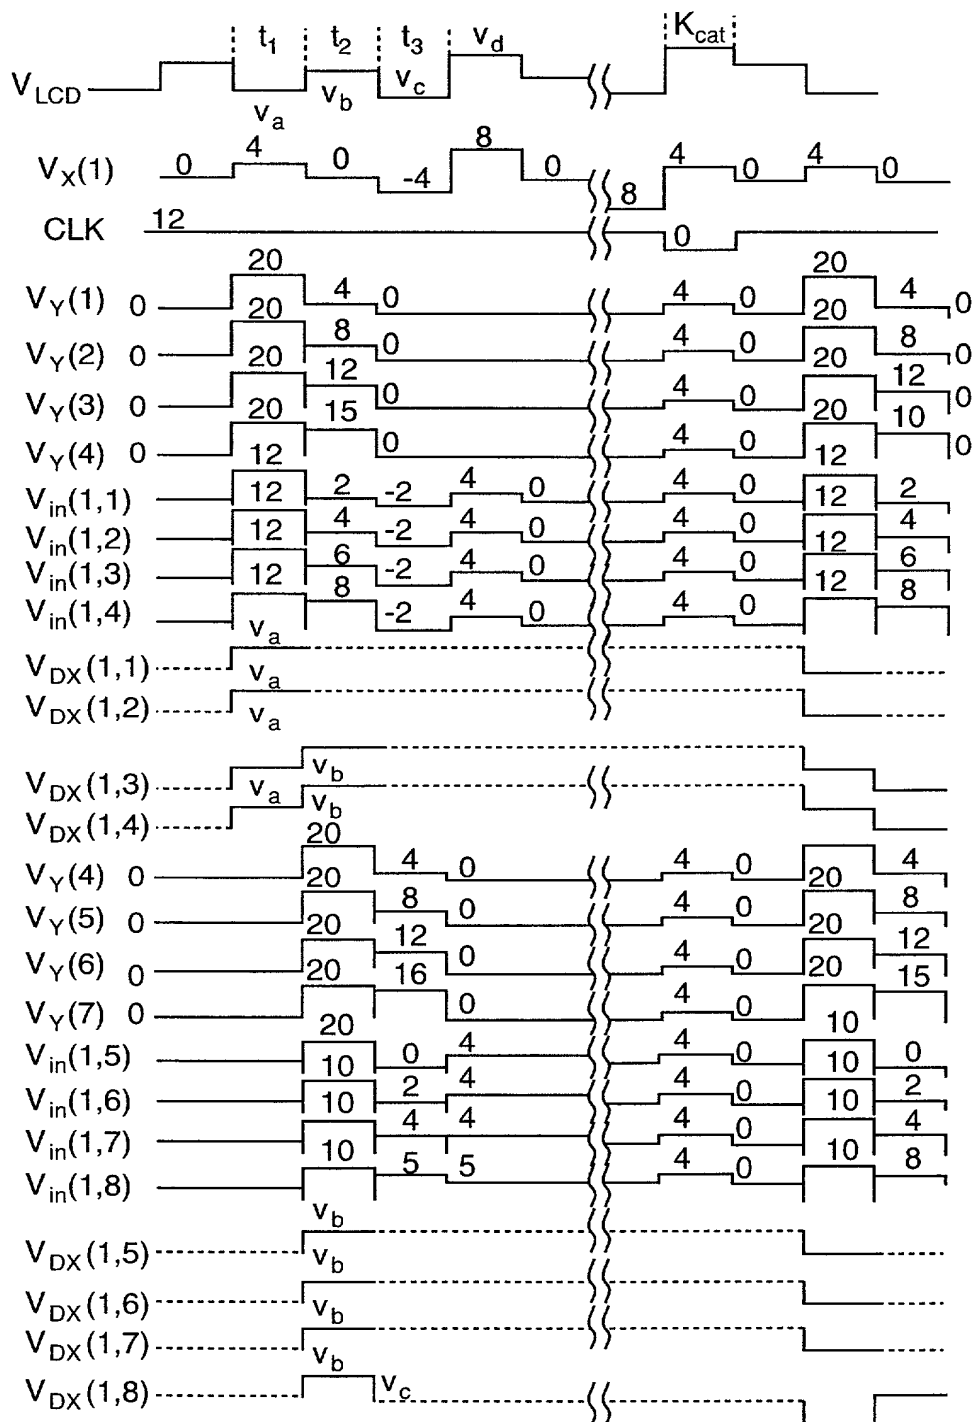 t1 t2 t3 vd Kcat
VLCD va vb vc
VX(1) 0 4 0 -4 8 0 8 4 0 4 0
CLK 12 0
20 20
VY(1) 0 4 0 4 0 4 0
20 20
VY(2) 0 8 0 4 0 8 0
20 20
VY(3) 0 12 0 4 0 12 0
20 15 20 10
VY(4) 0 0 4 0 0
12 12
Vin(1,1) 2 -2 4 0 4 0 2
12 12
Vin(1,2) 4 -2 4 0 4 0 4
12 12
Vin(1,3) 6 -2 4 0 4 0 6
12 12
Vin(1,4) 8 -2 4 0 4 0 8
va
VDX(1,1)
va
VDX(1,2)
va
VDX(1,3) vb
va
VDX(1,4) vb
20
VY(4) 0 4 0 4 0 4
20 20
VY(5) 0 8 0 4 0 8
20 20
VY(6) 0 12 0 4 0 12
20 20
VY(7) 0 16 0 4 0 15
20 10
Vin(1,5) 0 4 4 0 0
10 10
Vin(1,6) 2 4 4 0 2
10 10
Vin(1,7) 4 4 4 0 4
10 10
Vin(1,8) 5 5 4 0 8
vb
VDX(1,5)
vb
VDX(1,6)
vb
VDX(1,7)
vb
VDX(1,8) vc